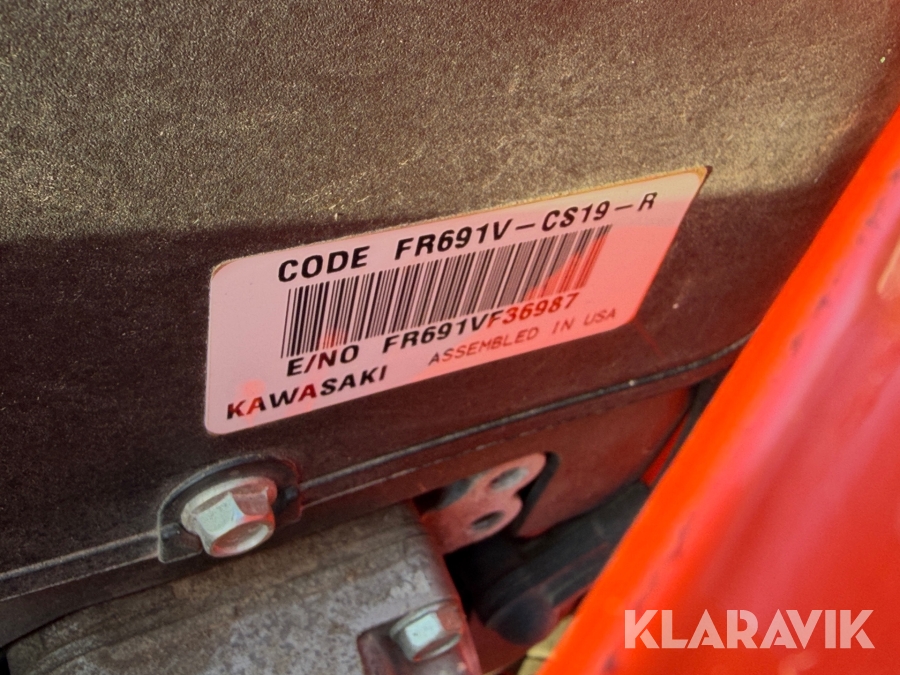 CODE FR691V-CS19-R
E/NO FR691VF36987
KAWASAKI ASSEMBLED IN USA
KLARAVIK